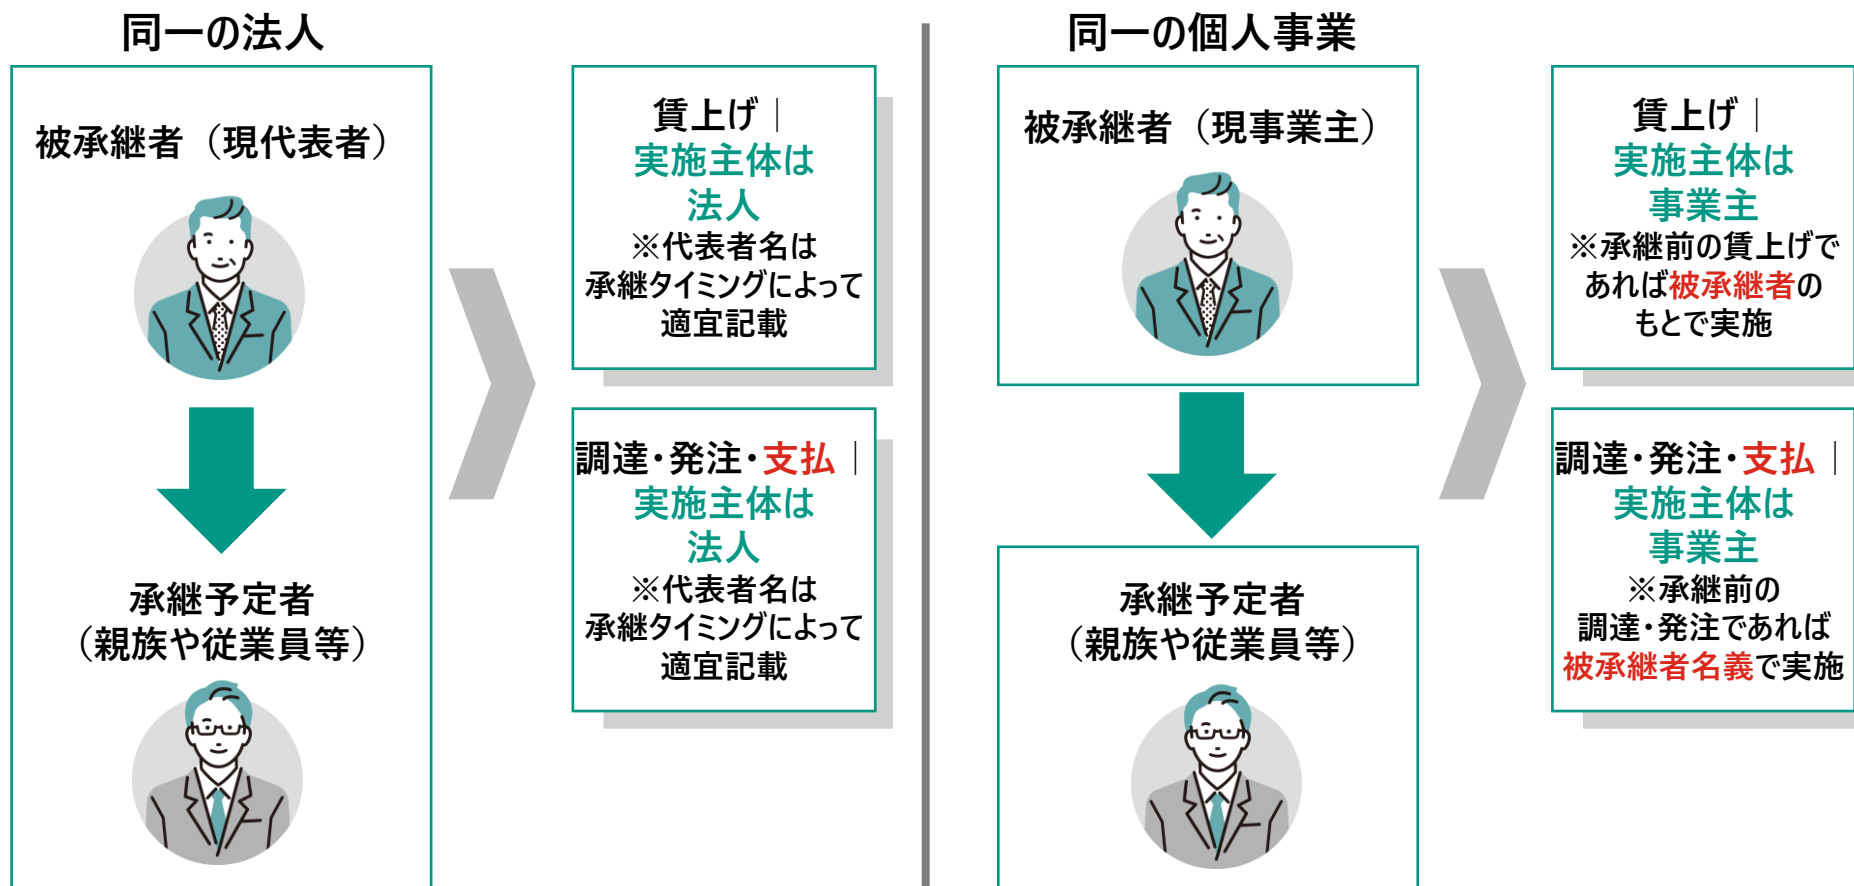 同一の法人
被承継者（現代表者）
承継予定者
（親族や従業員等）
賃上げ｜
実施主体は
法人
※代表者名は
承継タイミングによって
適宜記載
調達・発注・支払｜
実施主体は
法人
※代表者名は
承継タイミングによって
適宜記載
同一の個人事業
被承継者（現事業主）
承継予定者
（親族や従業員等）
賃上げ｜
実施主体は
事業主
※承継前の賃上げで
あれば被承継者の
もとで実施
調達・発注・支払｜
実施主体は
事業主
※承継前の
調達・発注であれば
被承継者名義で実施